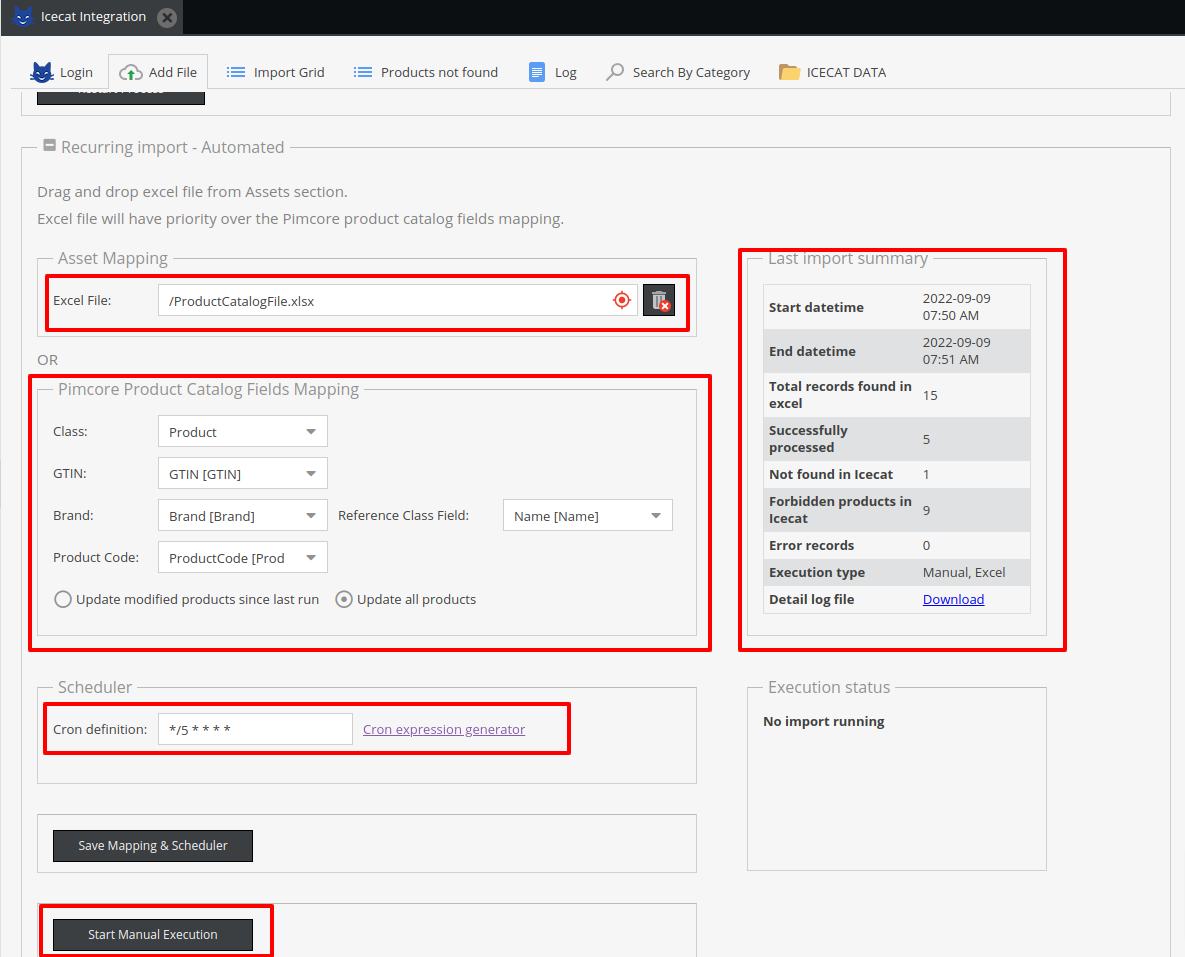 Icecat Integration
Login
Add File
Import Grid
Products not found
Log
Search By Category
ICECAT DATA
Recurring import - Automated
Drag and drop excel file from Assets section.
Excel file will have priority over the Pimcore product catalog fields mapping.
Asset Mapping
Excel File: /ProductCatalogFile.xlsx
OR
Pimcore Product Catalog Fields Mapping
Class: Product
GTIN: GTIN [GTIN]
Brand: Brand [Brand] Reference Class Field: Name [Name]
Product Code: ProductCode [Prod
Update modified products since last run Update all products
Last import summary
Start datetime 2022-09-09
07:50 AM
End datetime 2022-09-09
07:51 AM
Total records found in
excel 15
Successfully
processed 5
Not found in Icecat 1
Forbidden products in
Icecat 9
Error records 0
Execution type Manual, Excel
Detail log file Download
Scheduler
Cron definition: */5 * * * * Cron expression generator
Execution status
No import running
Save Mapping & Scheduler
Start Manual Execution